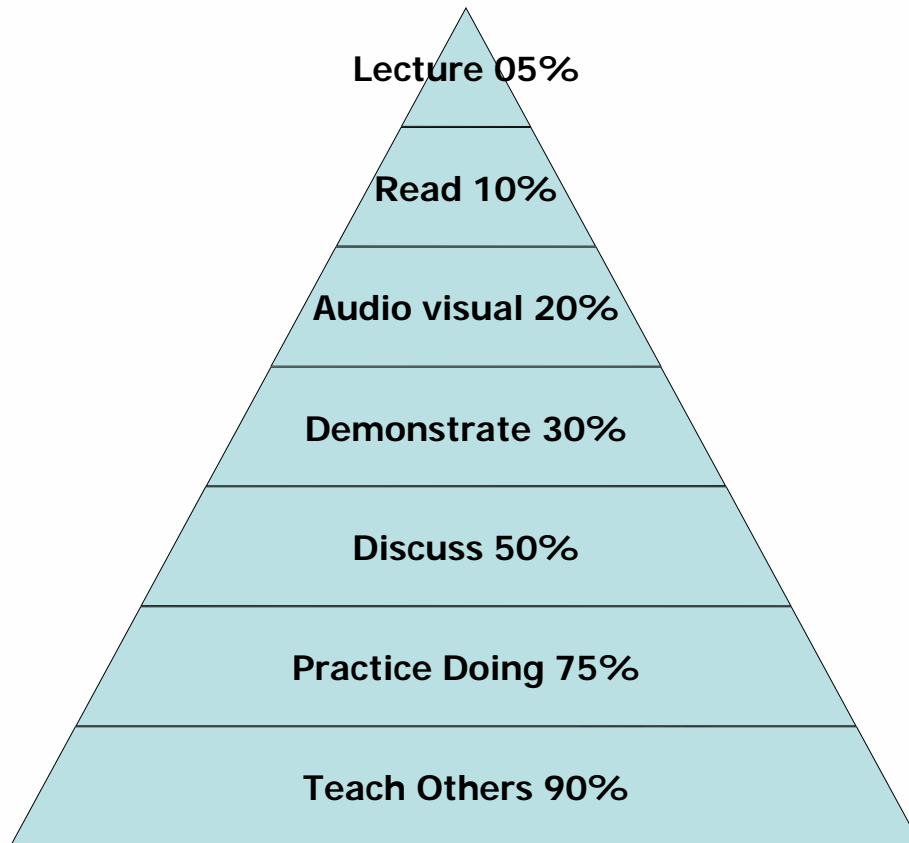 Lecture 05%
Read 10%
Audio visual 20%
Demonstrate 30%
Discuss 50%
Practice Doing 75%
Teach Others 90%